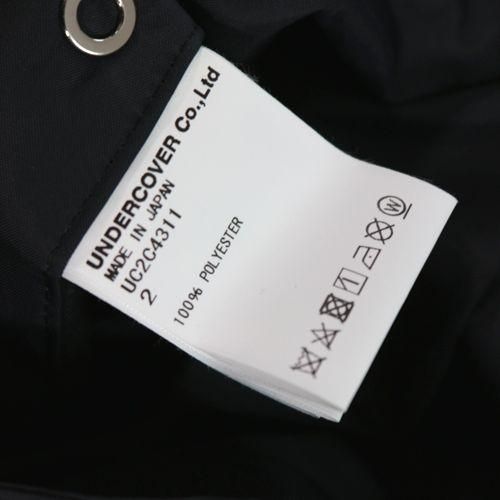 UNDERCOVER Co.,Ltd
MADE IN JAPAN
UC2C4311
2
100% POLYESTER
W